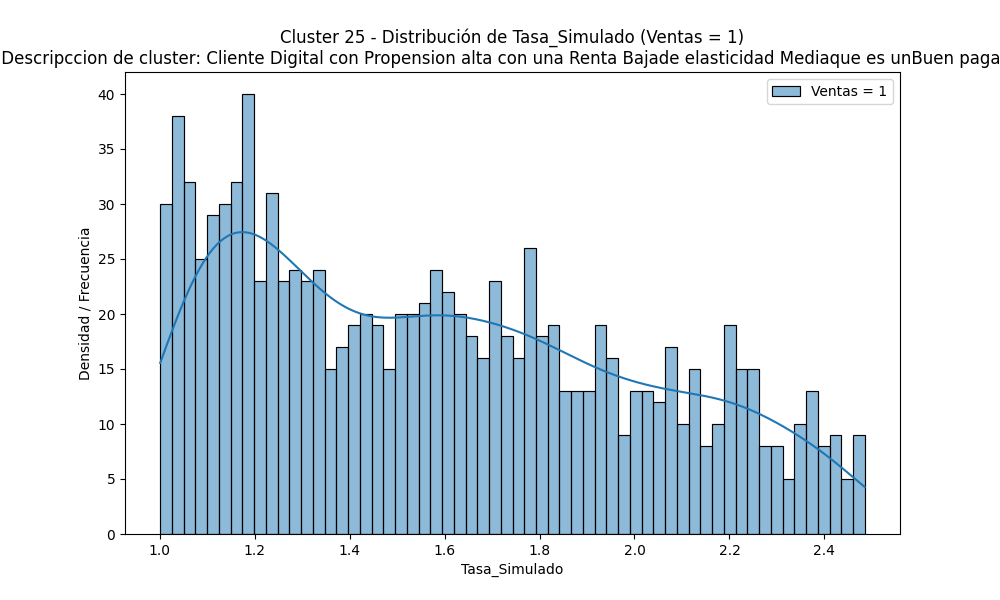 Cluster 25 - Distribución de Tasa_Simulado (Ventas = 1)
Descripccion de cluster: Cliente Digital con Propension alta con una Renta Bajade elasticidad Mediaque es unBuen paga
Ventas = 1
Densidad / Frecuencia
40
35
30
25
20
15
10
5
0
1.0 1.2 1.4 1.6 1.8 2.0 2.2 2.4
Tasa_Simulado